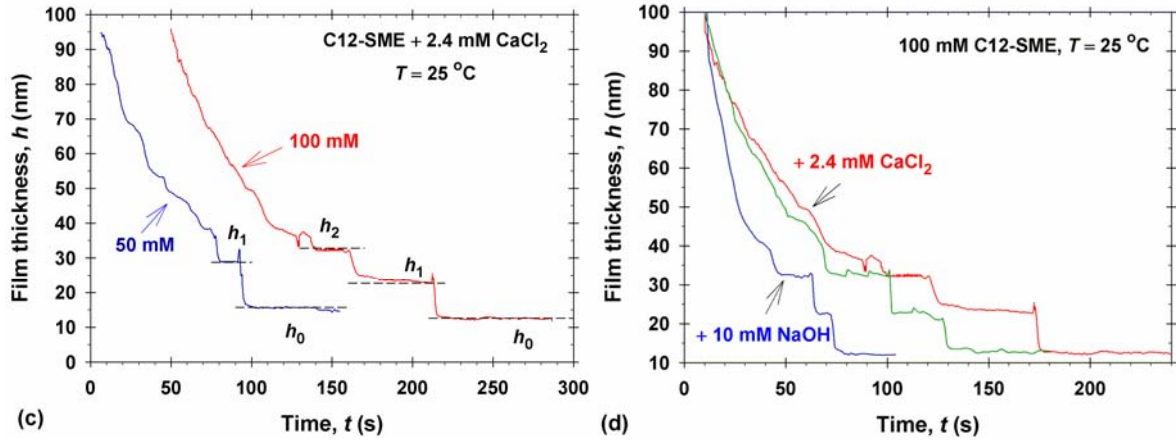 100
90
80
70
60
50
40
30
20
10
0
Film thickness, h (nm)
C12-SME + 2.4 mM CaCl2
T = 25 °C
100 mM
50 mM
h1
h2
h1
h0
h0
0 50 100 150 200 250 300
Time, t (s)
(c)
100
90
80
70
60
50
40
30
20
10
Film thickness, h (nm)
100 mM C12-SME, T = 25 °C
+ 2.4 mM CaCl2
+ 10 mM NaOH
0 50 100 150 200
Time, t (s)
(d)